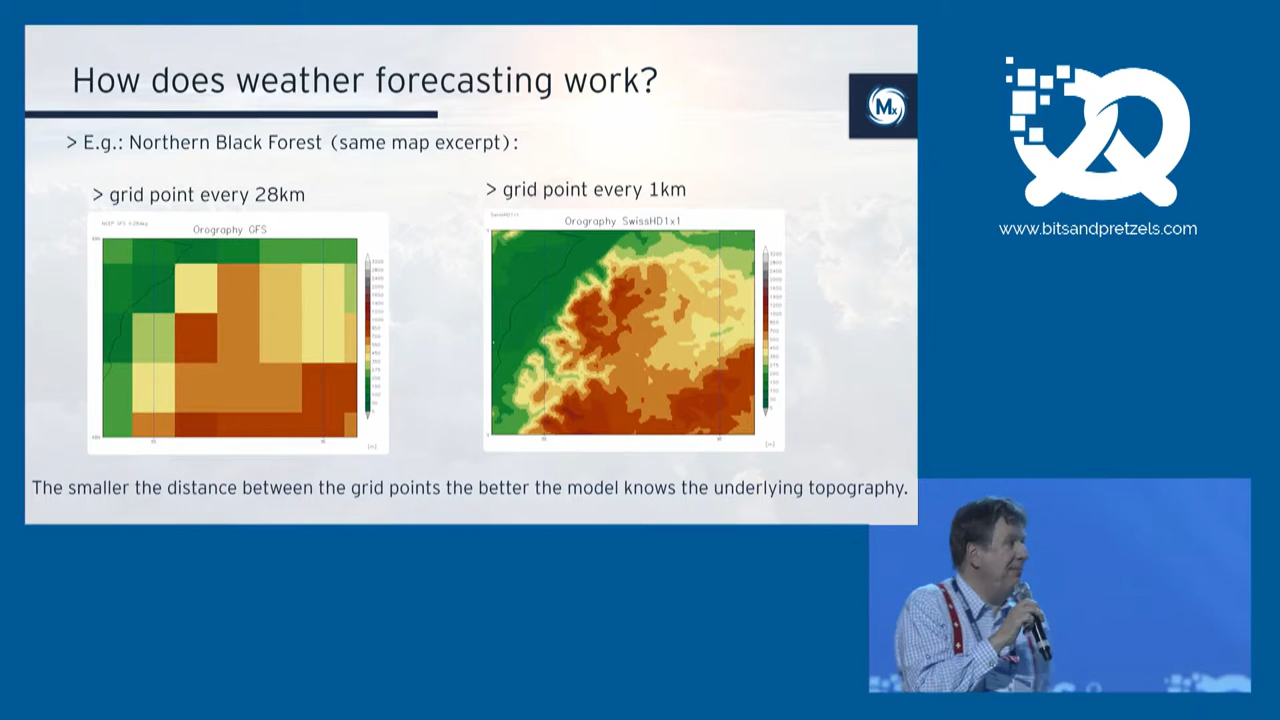 How does weather forecasting work?
Mx
> E.g.: Northern Black Forest (same map excerpt):
> grid point every 28km
> grid point every 1km
Orography GFS
Orography SwissHD1x1
SwissHD1x1
[m]
[m]
The smaller the distance between the grid points the better the model knows the underlying topography.
www.bitsandpretzels.com